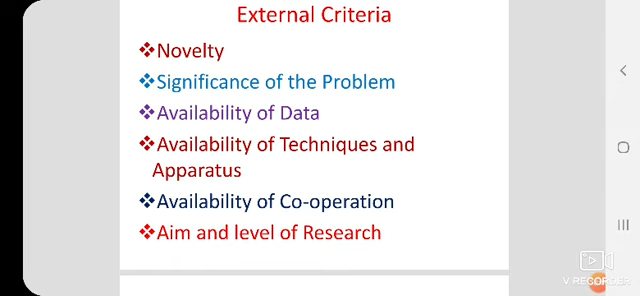 External Criteria
❖Novelty
❖Significance of the Problem
❖Availability of Data
❖Availability of Techniques and
Apparatus
❖Availability of Co-operation
❖Aim and level of Research
V RECORDER